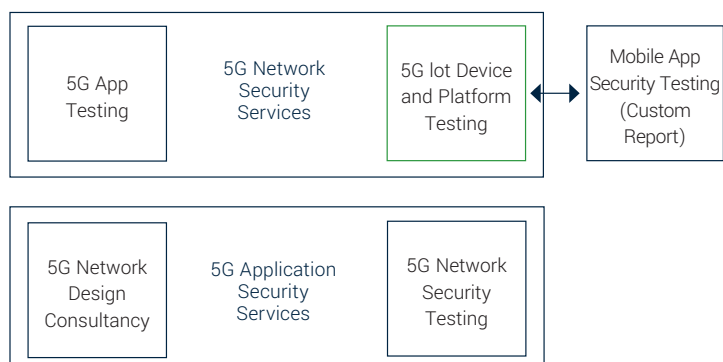 5G App
Testing
5G Network
Security
Services
5G lot Device
and Platform
Testing
Mobile App
Security Testing
(Custom
Report)
5G Network
Design
Consultancy
5G Application
Security
Services
5G Network
Security
Testing